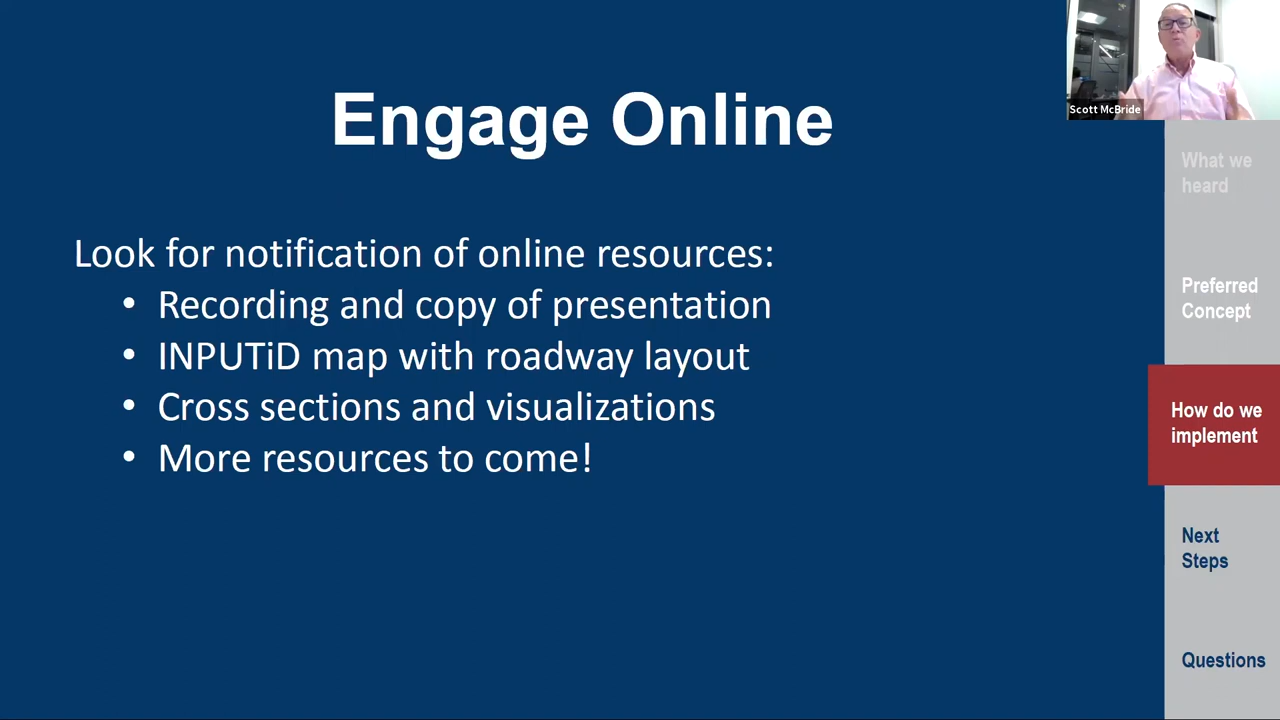 Engage Online
Look for notification of online resources:
• Recording and copy of presentation
• INPUTiD map with roadway layout
• Cross sections and visualizations
• More resources to come!
Scott McBride
What we
heard
Preferred
Concept
How do we
implement
Next
Steps
Questions